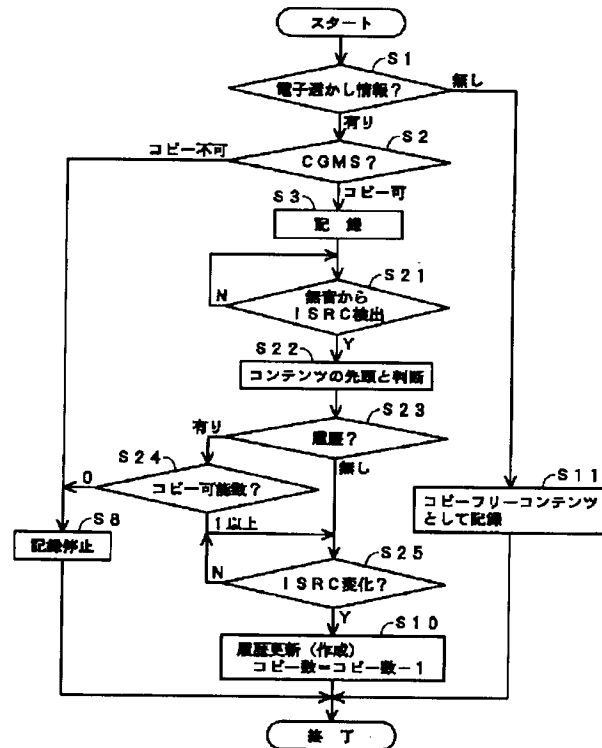 スタート
S1
電子透かし情報？
無し
有り
S2
コピー不可
CGMS？
コピー可
S3
記録
S21
無音から
ISRC検出
N
Y
S22
コンテンツの先頭と判断
S23
有り
履歴？
S24
無し
0
コピー可能数？
S11
コピーフリーコンテンツ
として記録
S8
1以上
記録停止
S25
ISRC変化？
N
Y
S10
履歴更新（作成）
コピー数＝コピー数－1
終了